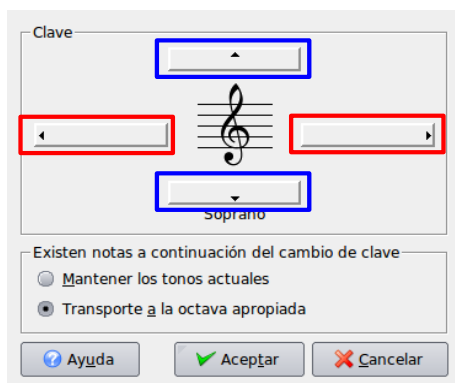 Clave
Soprano
Existen notas a continuación del cambio de clave
Mantener los tonos actuales
Transporte a la octava apropiada
Ayuda Aceptar Cancelar